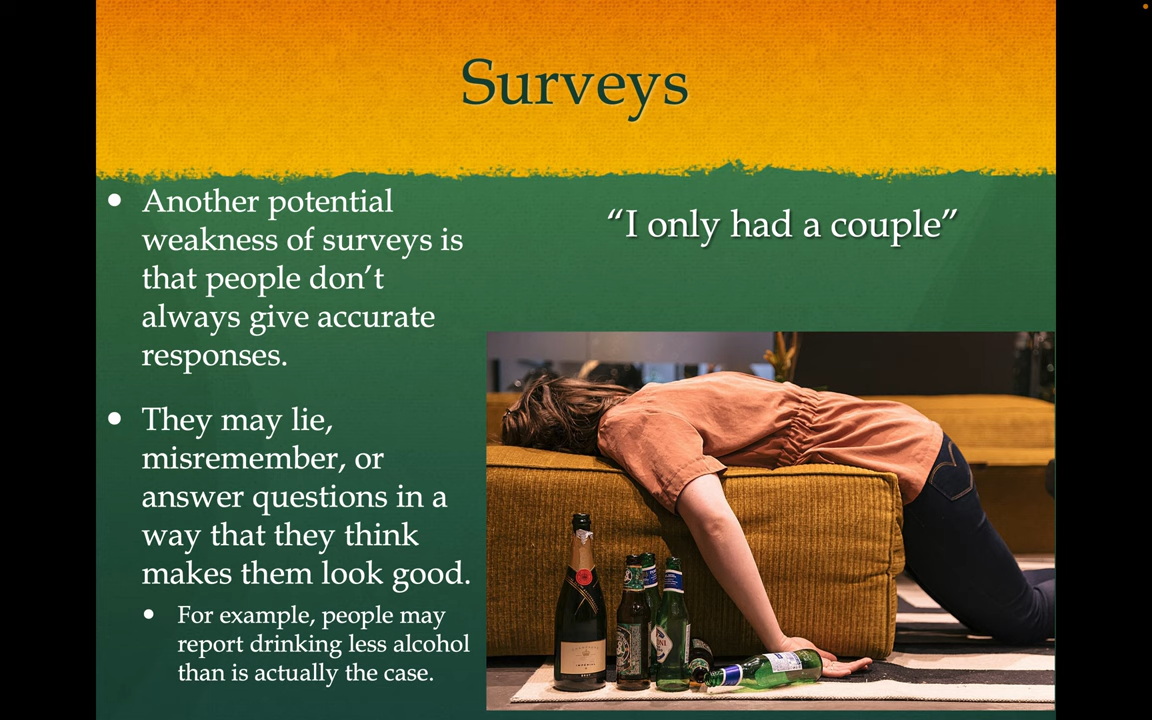 Surveys
Another potential
weakness of surveys is
that people don’t
always give accurate
responses.
They may lie,
misremember, or
answer questions in a
way that they think
makes them look good.
For example, people may
report drinking less alcohol
than is actually the case.
“I only had a couple”
IMPERIAL